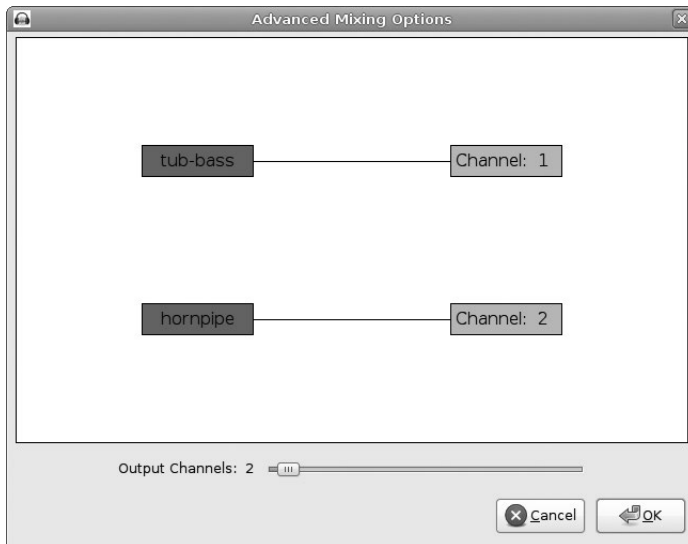 Advanced Mixing Options
tub-bass Channel: 1
hornpipe Channel: 2
Output Channels: 2
Cancel OK